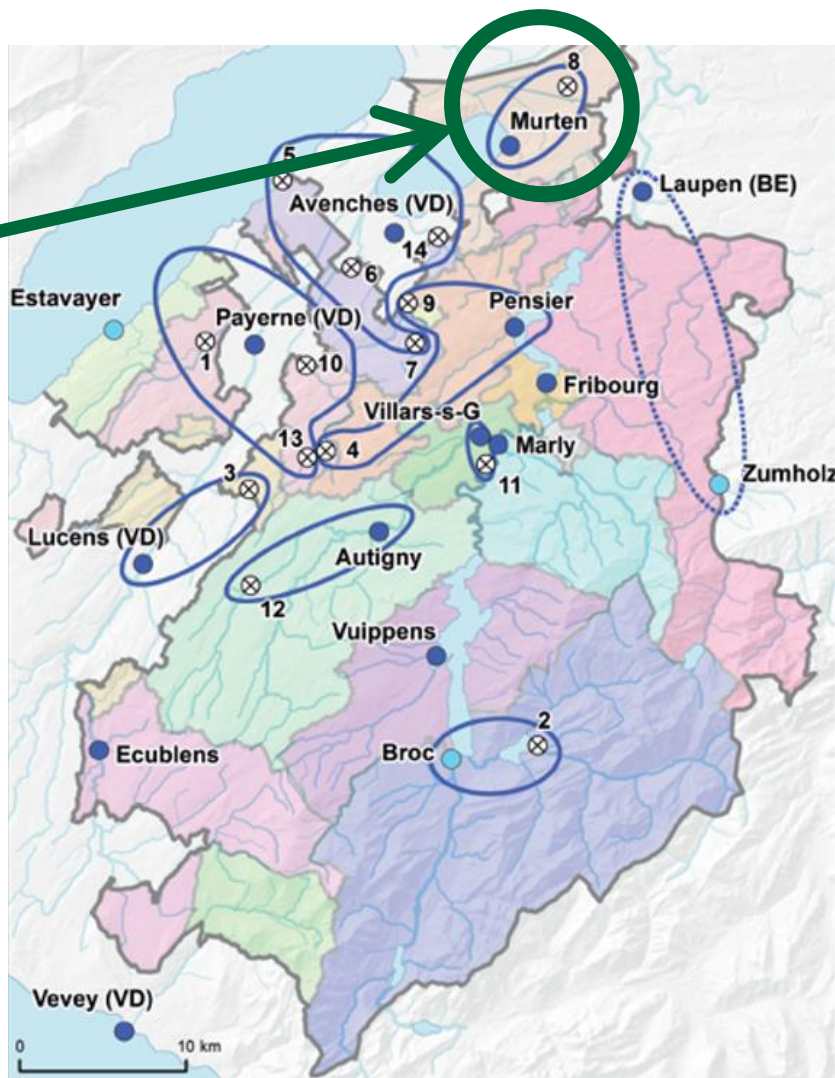 8
Murten
5
Laupen (BE)
Avenches (VD)
14
6
Estavayer
9
Pensier
Payerne (VD)
1
10
7
Fribourg
Villars-s-G
13
4
Marly
3
11
Zumholz
Lucens (VD)
Autigny
12
Vuippens
2
Ecublens
Broc
Vevey (VD)
0
10 km